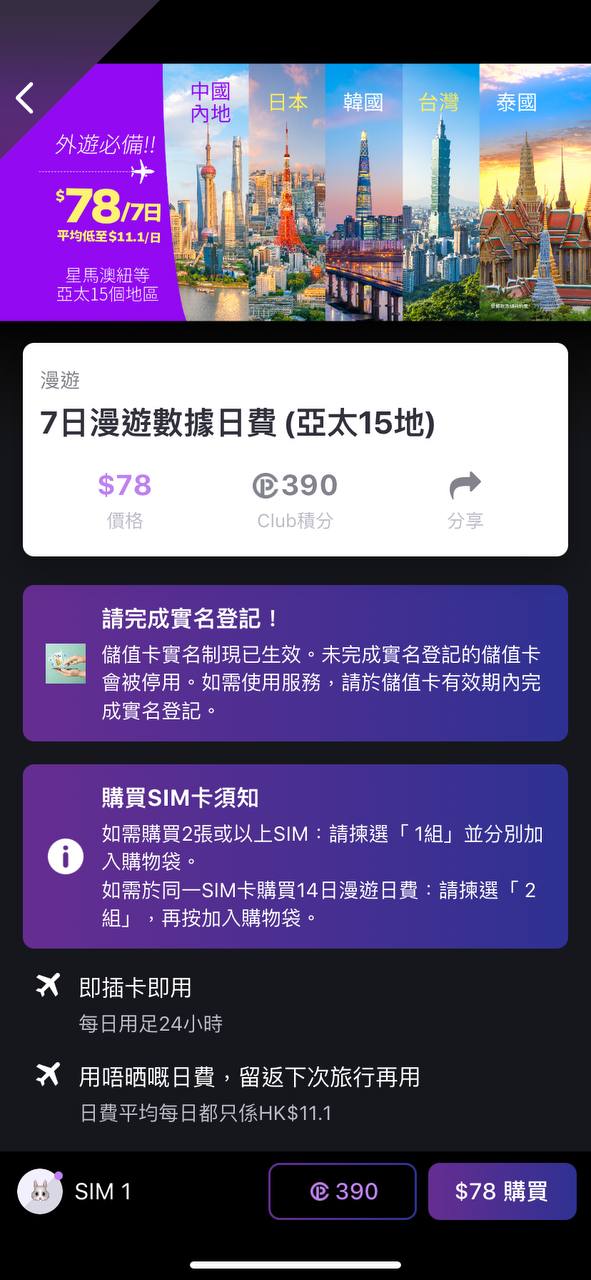 外遊必備!!
$78/7日
平均低至$11.1/日
星馬澳紐等
亞太15個地區
中國
內地
日本
韓國
台灣
泰國
漫遊
7日漫遊數據日費 (亞太15地)
$78
390
價格
Club積分
分享
請完成實名登記！
儲值卡實名制現已生效。未完成實名登記的儲值卡
會被停用。如需使用服務，請於儲值卡有效期內完
成實名登記。
購買SIM卡須知
如需購買2張或以上SIM：請揀選「 1組」並分別加
入購物袋。
如需於同一SIM卡購買14日漫遊日費：請揀選「 2
組」，再按加入購物袋。
即插卡即用
每日用足24小時
用唔晒嘅日費，留返下次旅行再用
日費平均每日都只係HK$11.1
SIM 1
390
$78 購買